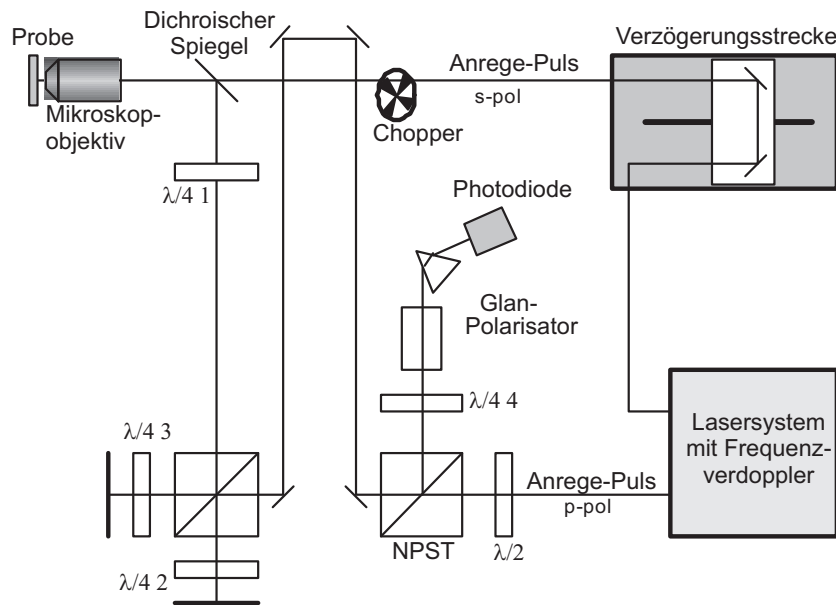 Probe
Dichroischer
Spiegel
Anrege-Puls
s-pol
Verzögerungsstrecke
Mikroskop-
objektiv
Chopper
λ/4 1
Photodiode
Glan-
Polarisator
λ/4 4
λ/4 3
Lasersystem
mit Frequenz-
verdoppler
Anrege-Puls
p-pol
NPST
λ/2
λ/4 2